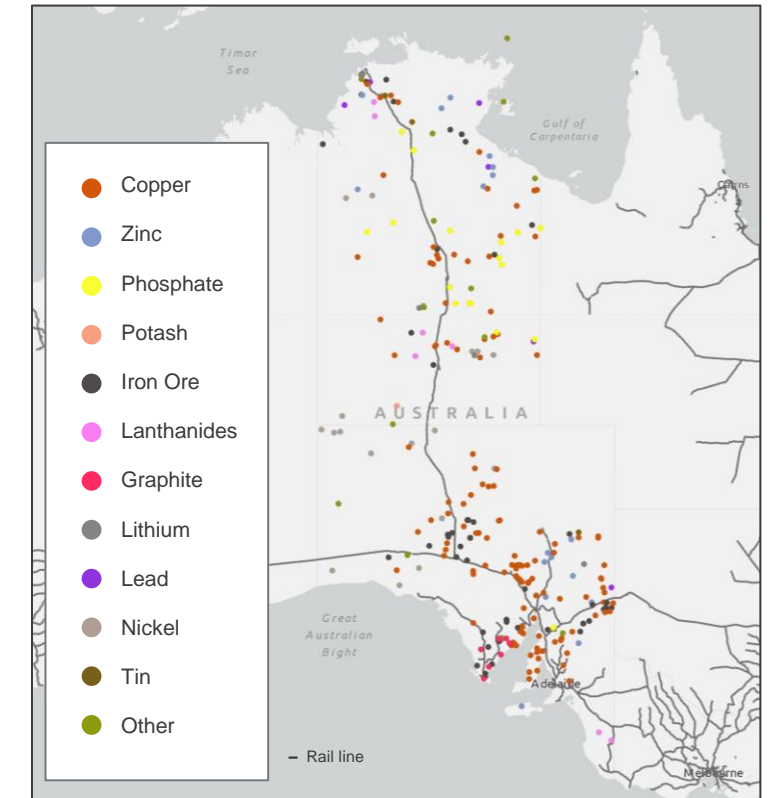 Timor
Sea
Gulf of
Carpentaria
Cairns
Copper
Zinc
Phosphate
Potash
Iron Ore
Lanthanides
Graphite
Lithium
Lead
Nickel
Tin
Other
AUSTRALIA
Great
Australian
Bight
Adelaide
Rail line
Melbourne